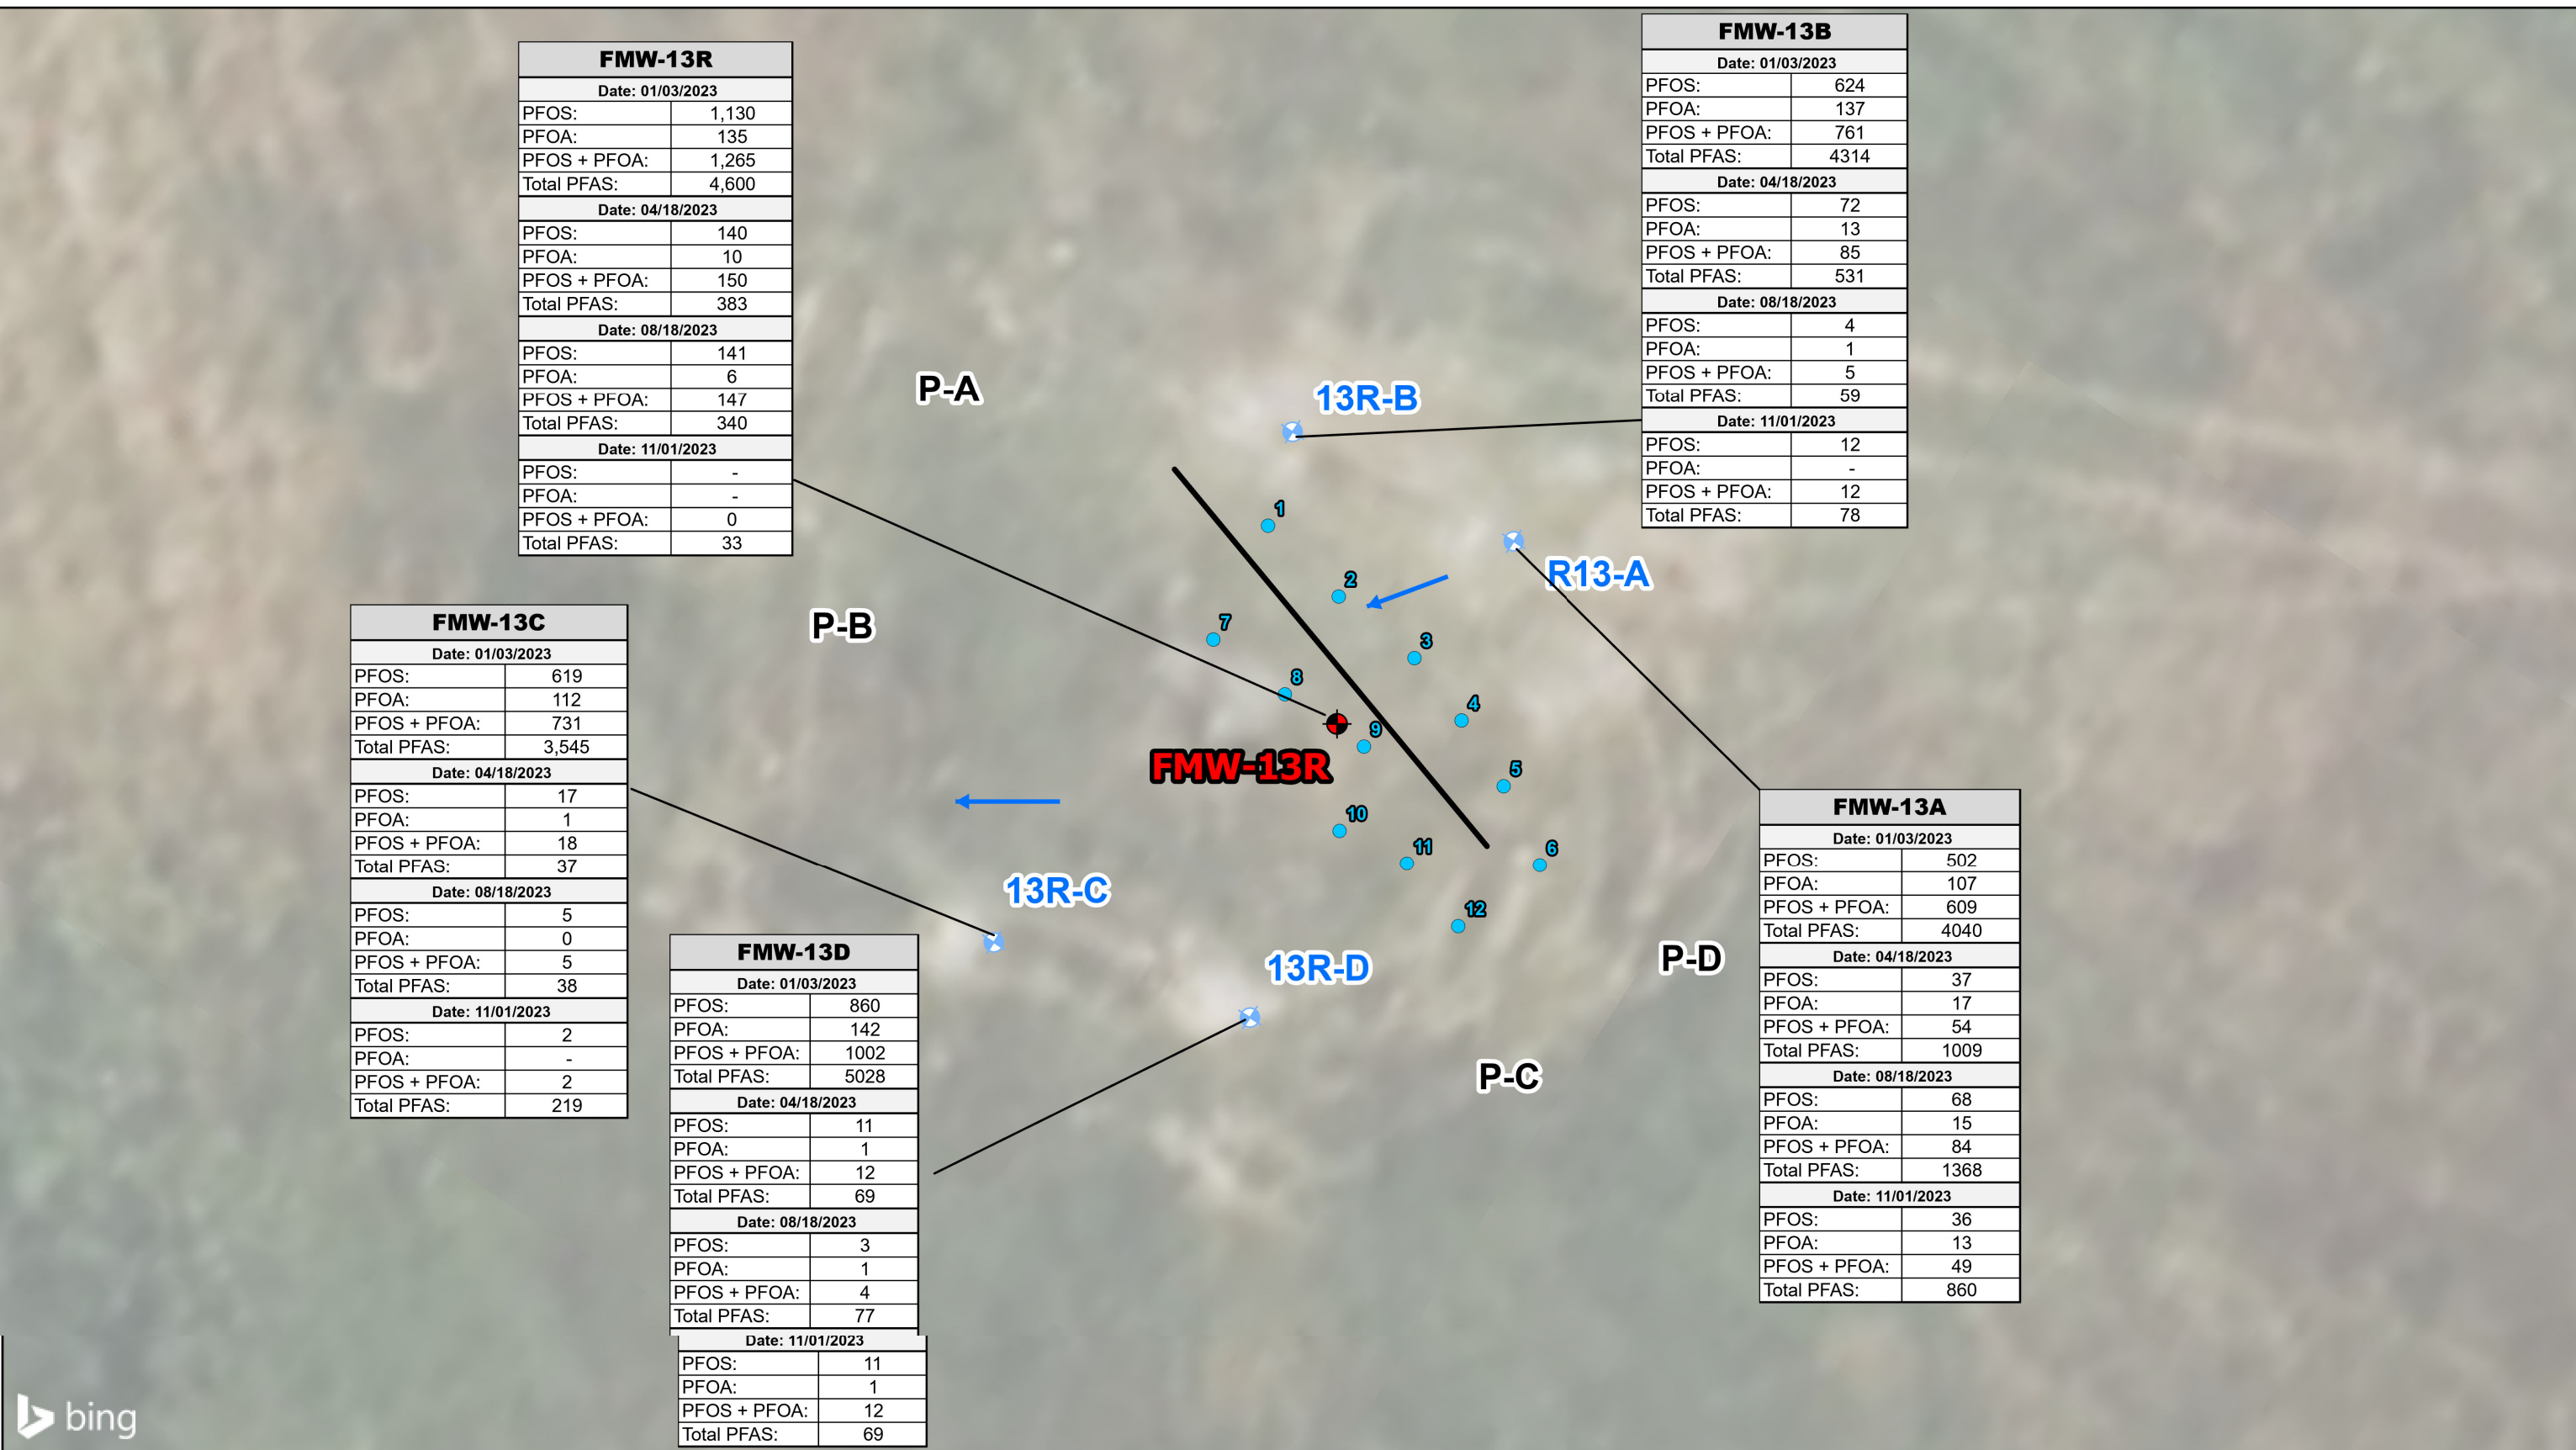 FMW-13R
Date: 01/03/2023
PFOS: 1,130
PFOA: 135
PFOS + PFOA: 1,265
Total PFAS: 4,600
Date: 04/18/2023
PFOS: 140
PFOA: 10
PFOS + PFOA: 150
Total PFAS: 383
Date: 08/18/2023
PFOS: 141
PFOA: 6
PFOS + PFOA: 147
Total PFAS: 340
Date: 11/01/2023
PFOS: -
PFOA: -
PFOS + PFOA: 0
Total PFAS: 33
FMW-13B
Date: 01/03/2023
PFOS: 624
PFOA: 137
PFOS + PFOA: 761
Total PFAS: 4314
Date: 04/18/2023
PFOS: 72
PFOA: 13
PFOS + PFOA: 85
Total PFAS: 531
Date: 08/18/2023
PFOS: 4
PFOA: 1
PFOS + PFOA: 5
Total PFAS: 59
Date: 11/01/2023
PFOS: 12
PFOA: -
PFOS + PFOA: 12
Total PFAS: 78
P-A
13R-B
1
R13-A
2
P-B
7
3
8
4
9
FMW-13R
5
10
11
6
13R-C
12
13R-D
P-D
P-C
FMW-13C
Date: 01/03/2023
PFOS: 619
PFOA: 112
PFOS + PFOA: 731
Total PFAS: 3,545
Date: 04/18/2023
PFOS: 17
PFOA: 1
PFOS + PFOA: 18
Total PFAS: 37
Date: 08/18/2023
PFOS: 5
PFOA: 0
PFOS + PFOA: 5
Total PFAS: 38
Date: 11/01/2023
PFOS: 2
PFOA: -
PFOS + PFOA: 2
Total PFAS: 219
FMW-13D
Date: 01/03/2023
PFOS: 860
PFOA: 142
PFOS + PFOA: 1002
Total PFAS: 5028
Date: 04/18/2023
PFOS: 11
PFOA: 1
PFOS + PFOA: 12
Total PFAS: 69
Date: 08/18/2023
PFOS: 3
PFOA: 1
PFOS + PFOA: 4
Total PFAS: 77
Date: 11/01/2023
PFOS: 11
PFOA: 1
PFOS + PFOA: 12
Total PFAS: 69
FMW-13A
Date: 01/03/2023
PFOS: 502
PFOA: 107
PFOS + PFOA: 609
Total PFAS: 4040
Date: 04/18/2023
PFOS: 37
PFOA: 17
PFOS + PFOA: 54
Total PFAS: 1009
Date: 08/18/2023
PFOS: 68
PFOA: 15
PFOS + PFOA: 84
Total PFAS: 1368
Date: 11/01/2023
PFOS: 36
PFOA: 13
PFOS + PFOA: 49
Total PFAS: 860
bing